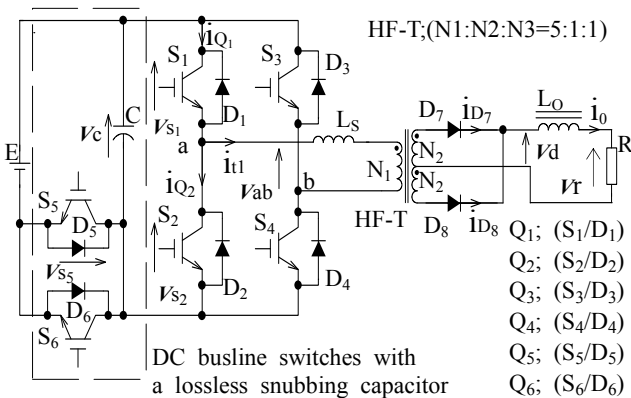 HF-T;(N1:N2:N3=5:1:1)
iQ1
S1
S3
D3
C
vc
vS1
D1
LS
D7
iD7
LO
i0
E
a
it1
N1
N2
vd
vr
R
iQ2
vab
b
N2
S5
D5
S2
S4
HF-T
D8
iD8
vS5
vS2
D2
D4
D6
S6
Q1; (S1/D1)
Q2; (S2/D2)
Q3; (S3/D3)
Q4; (S4/D4)
Q5; (S5/D5)
Q6; (S6/D6)
DC busline switches with
a lossless snubbing capacitor